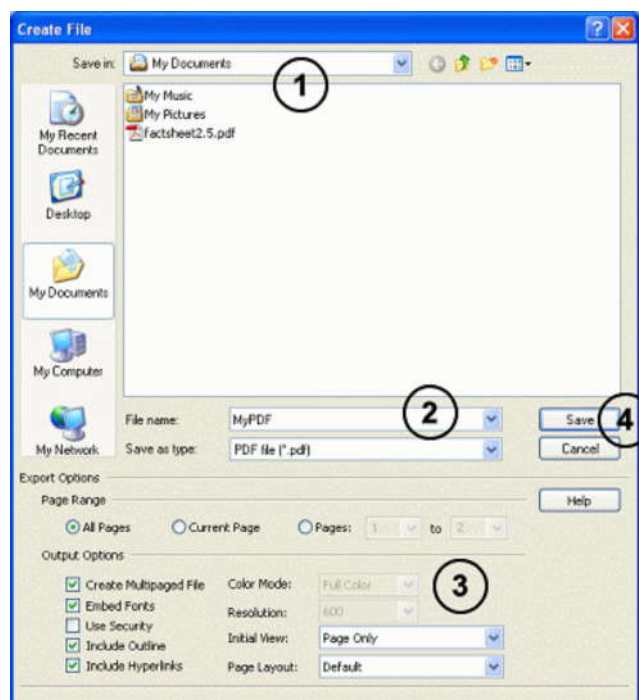 Create File
Save in: My Documents
1
My Music
My Pictures
factsheet2.5.pdf
My Recent
Documents
Desktop
My Documents
My Computer
My Network
File name: MyPDF 2 Save 4
Save as type: PDF file (*.pdf) Cancel
Export Options
Page Range Help
All Pages Current Page Pages: 1 to 2
Output Options
Create Multipaged File Color Mode: Full Color 3
Embed Fonts Resolution: 600
Use Security Initial View: Page Only
Include Outline
Include Hyperlinks Page Layout: Default